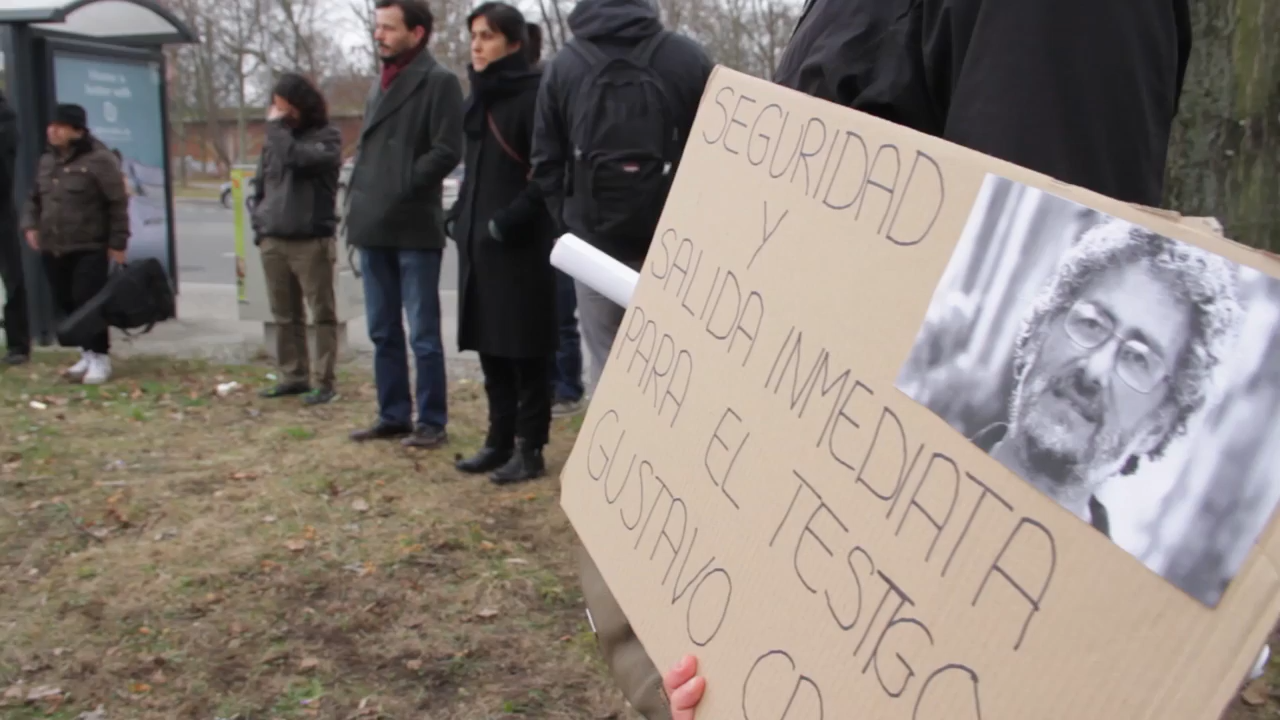 SEGURIDAD
Y
SALIDA INMEDIATA
PARA EL TESTIGO
GUSTAVO